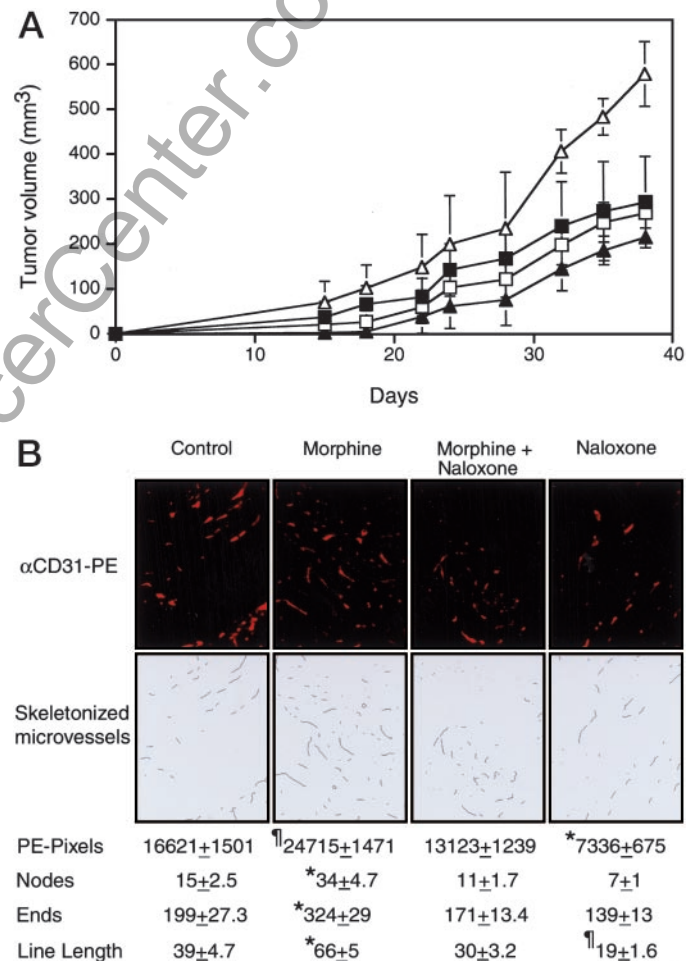 A
700
600
500
400
300
200
100
0
Tumor volume (mm³)
0 10 20 30 40
Days
cerCenter.co
B
Control Morphine Morphine + Naloxone Naloxone
αCD31-PE
Skeletonized
microvessels
PE-Pixels 16621±1501 ¶24715±1471 13123±1239 *7336±675
Nodes 15±2.5 *34±4.7 11±1.7 7±1
Ends 199±27.3 *324±29 171±13.4 139±13
Line Length 39±4.7 *66±5 30±3.2 ¶19±1.6